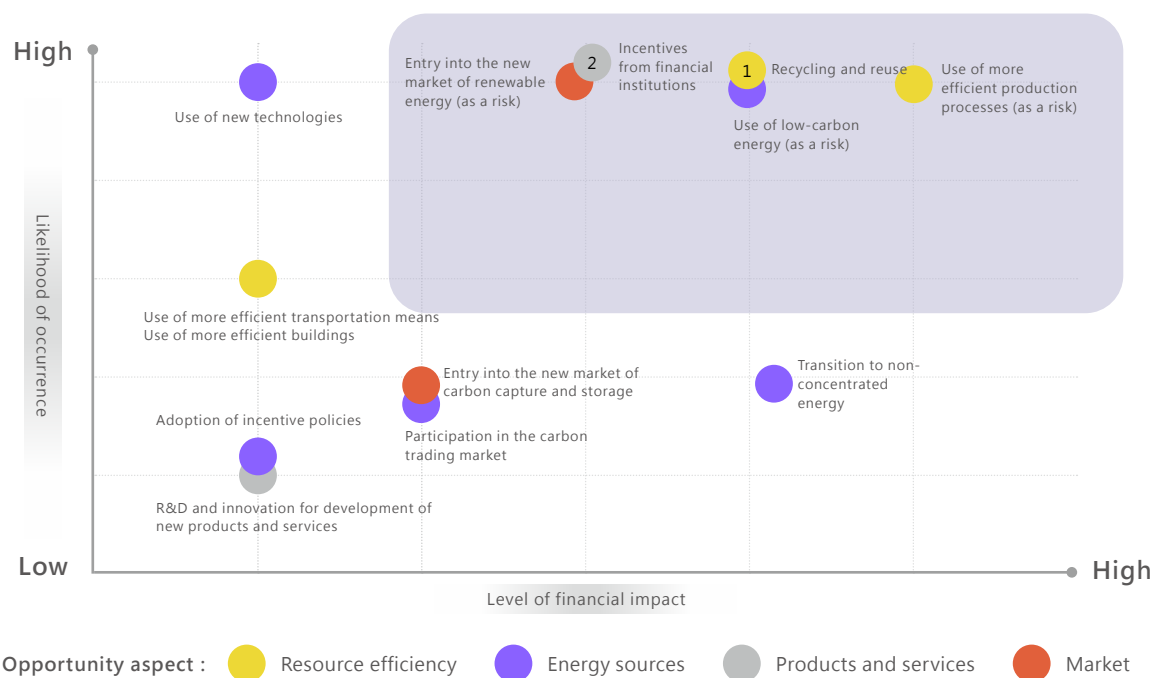 High
Entry into the new
market of renewable
energy (as a risk)
2
Incentives
from financial
institutions
1
Recycling and reuse
Use of more
efficient production
processes (as a risk)
Use of new technologies
Use of low-carbon
energy (as a risk)
Likelihood of occurrence
Use of more efficient transportation means
Use of more efficient buildings
Entry into the new market of
carbon capture and storage
Transition to non-
concentrated
energy
Adoption of incentive policies
Participation in the carbon
trading market
R&D and innovation for development of
new products and services
Low
High
Level of financial impact
Opportunity aspect :
Resource efficiency
Energy sources
Products and services
Market